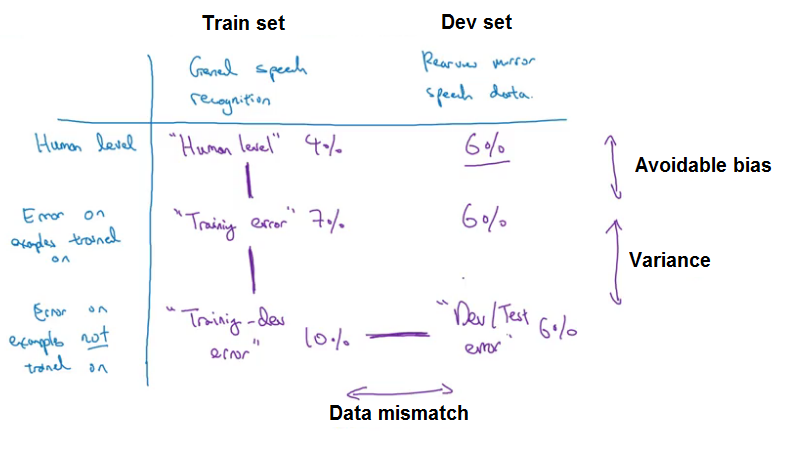 Train set Dev set
General speech Rearview mirror
recognition speech data.
Human level "Human level" 4% 6%
Avoidable bias
Error on "Training error" 7% 6%
examples trained
on
Variance
Error on "Training-dev "Dev/Test
examples not error" 10% error" 6%
trained on
Data mismatch